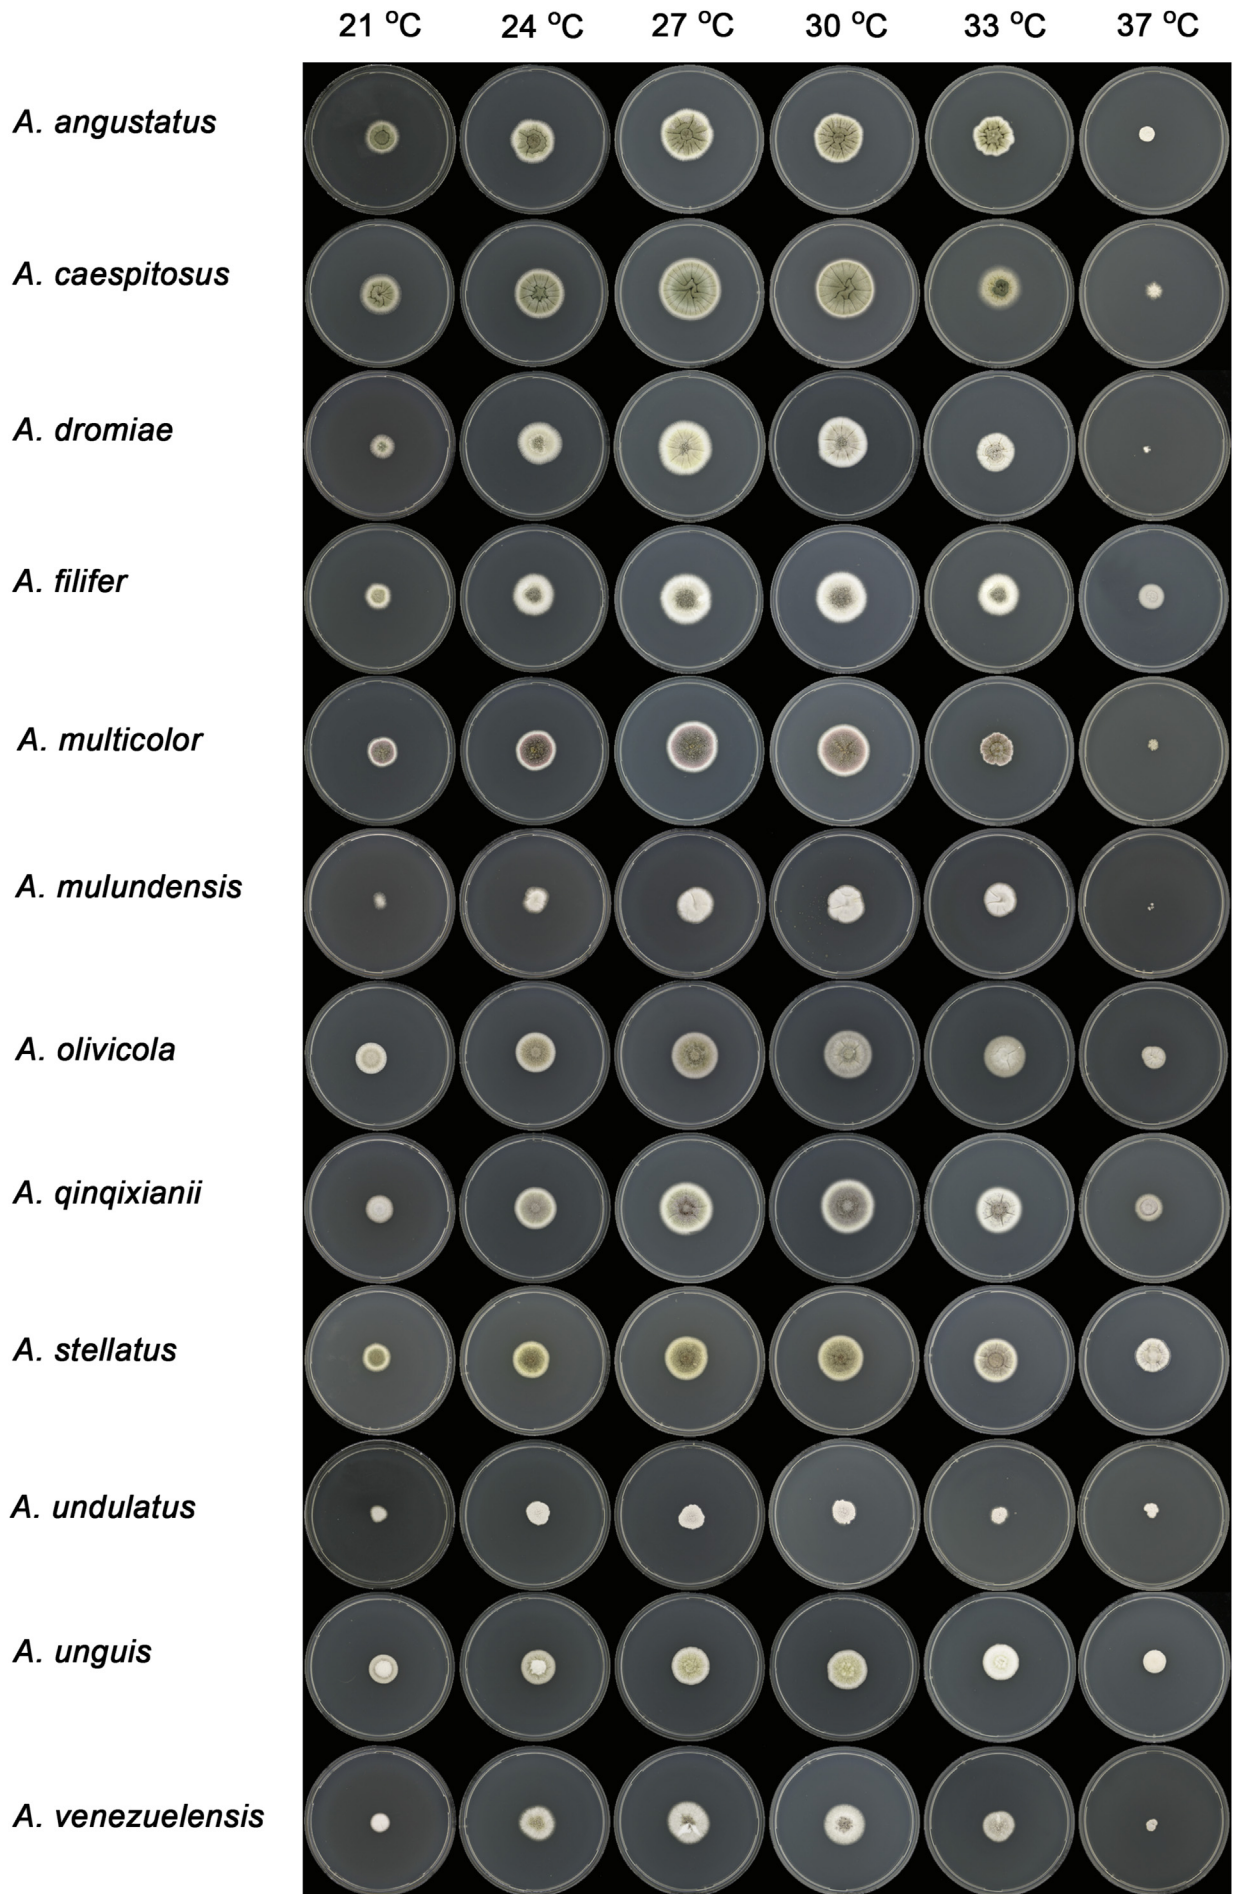 21 °C 24 °C 27 °C 30 °C 33 °C 37 °C
A. angustatus
A. caespitosus
A. dromiae
A. filifer
A. multicolor
A. mulundensis
A. olivicola
A. qinqixianii
A. stellatus
A. undulatus
A. unguis
A. venezuelensis